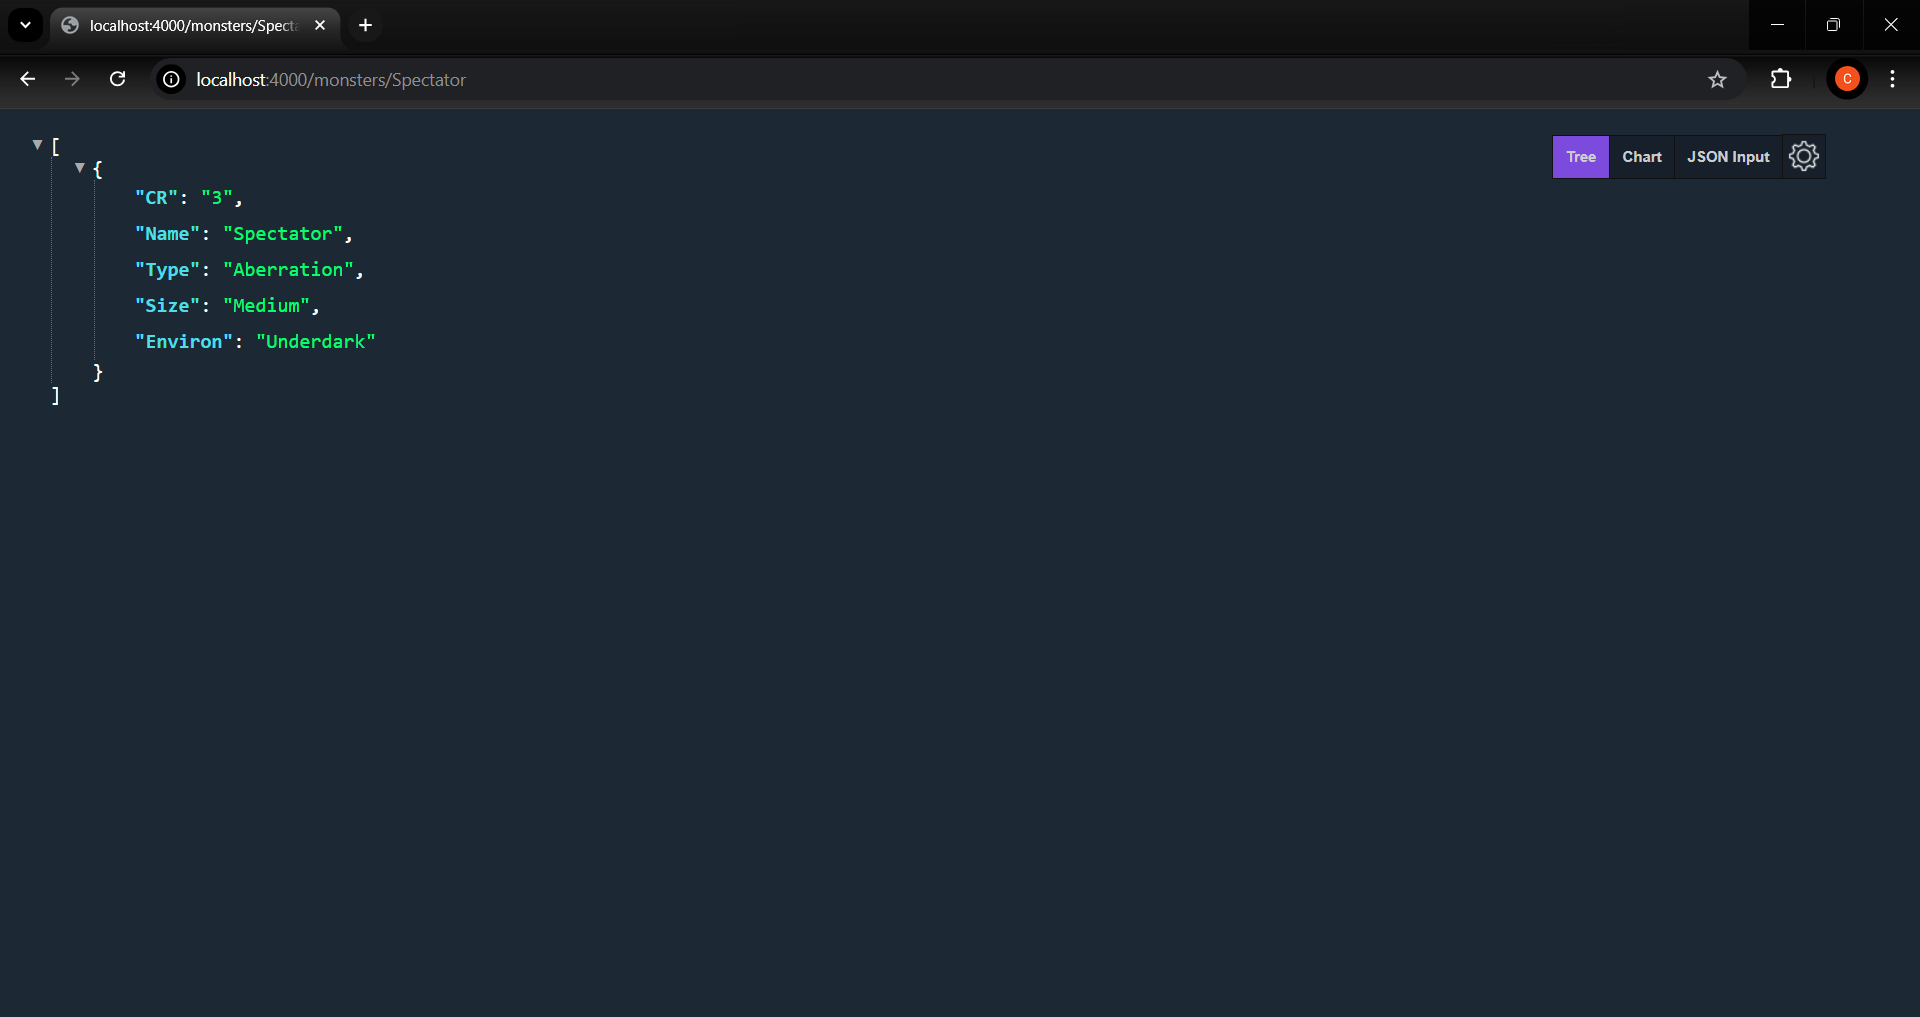 localhost:4000/monsters/Spect
localhost:4000/monsters/Spectator
C
[
{
"CR": "3",
"Name": "Spectator",
"Type": "Aberration",
"Size": "Medium",
"Environ": "Underdark"
}
]
Tree Chart JSON Input